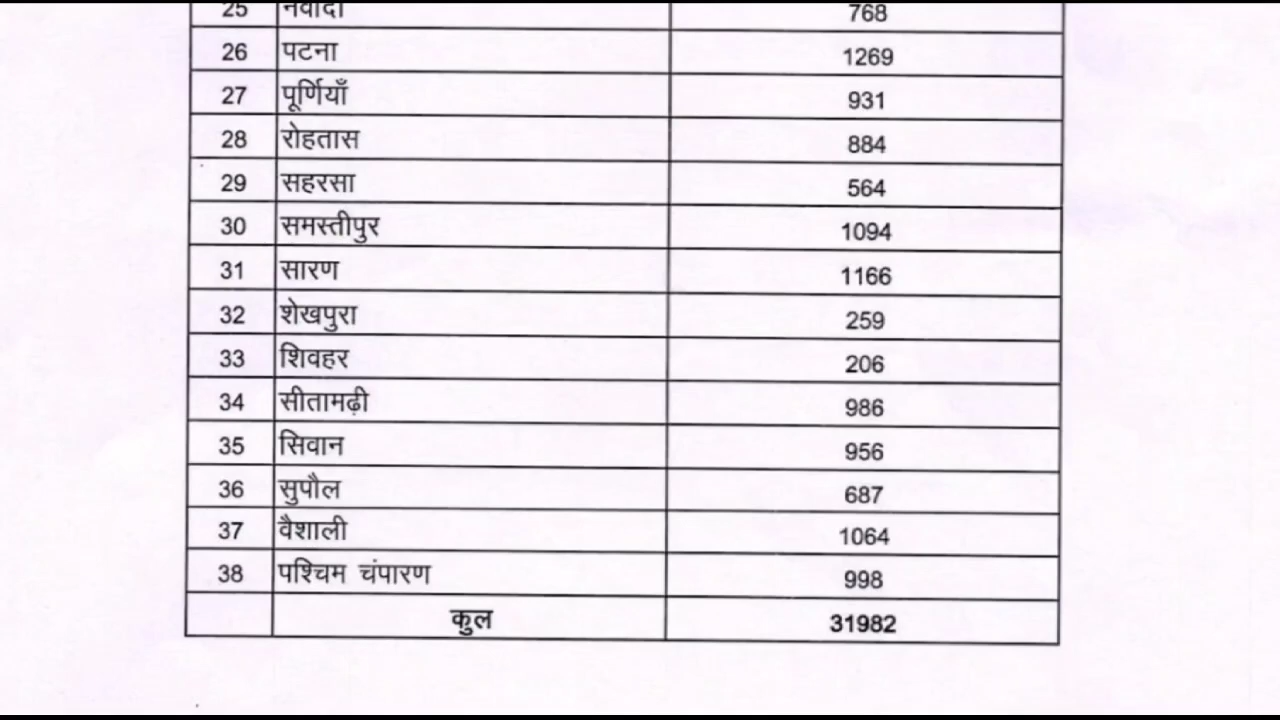 25 नवादा 768
26 पटना 1269
27 पूर्णियाँ 931
28 रोहतास 884
29 सहरसा 564
30 समस्तीपुर 1094
31 सारण 1166
32 शेखपुरा 259
33 शिवहर 206
34 सीतामढ़ी 986
35 सिवान 956
36 सुपौल 687
37 वैशाली 1064
38 पश्चिम चंपारण 998
कुल 31982